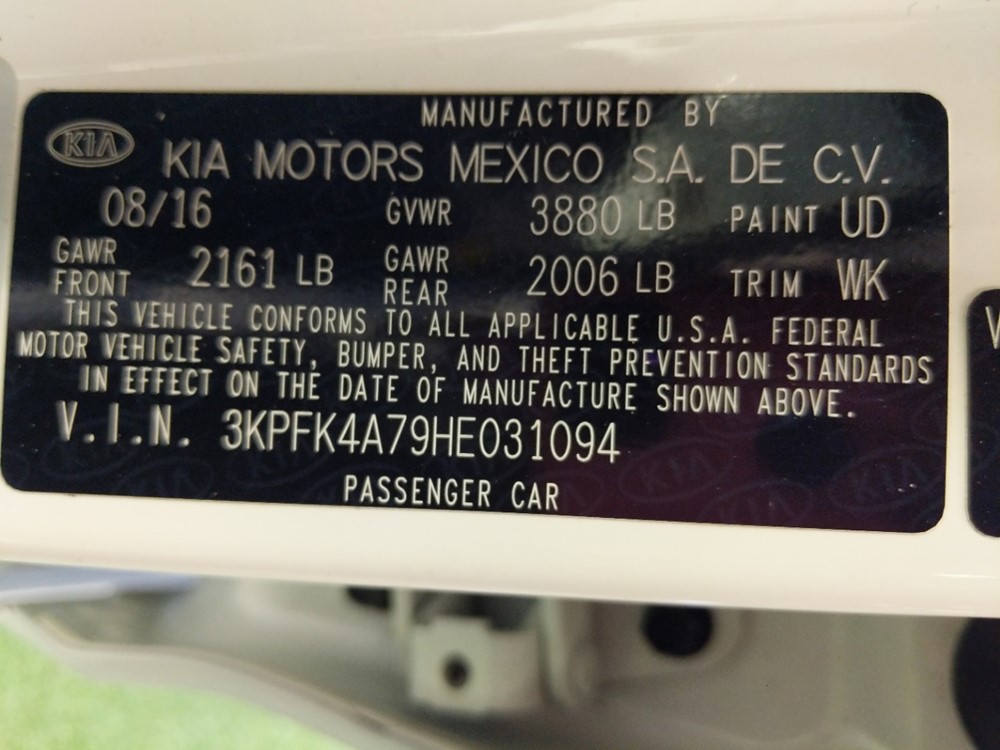 MANUFACTURED BY
KIA KIA MOTORS MEXICO S.A. DE C.V.
08/16 GVWR 3880 LB PAINT UD
GAWR FRONT 2161 LB GAWR REAR 2006 LB TRIM WK
THIS VEHICLE CONFORMS TO ALL APPLICABLE U.S.A. FEDERAL
MOTOR VEHICLE SAFETY, BUMPER, AND THEFT PREVENTION STANDARDS
IN EFFECT ON THE DATE OF MANUFACTURE SHOWN ABOVE.
V.I.N. 3KPFK4A79HE031094
PASSENGER CAR